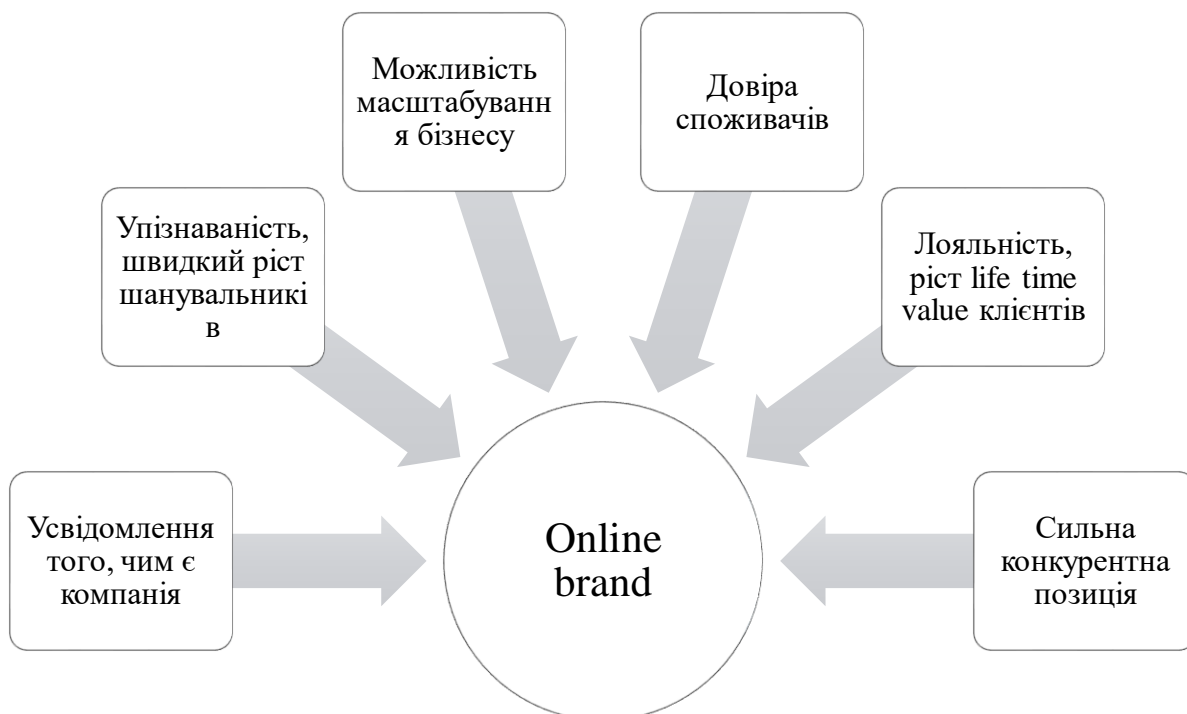 Можливість
масштабуванн
я бізнесу
Довіра
споживачів
Упізнаваність,
швидкий ріст
шанувальникі
в
Лояльність,
ріст life time
value клієнтів
Усвідомлення
того, чим є
компанія
Online
brand
Сильна
конкурентна
позиція